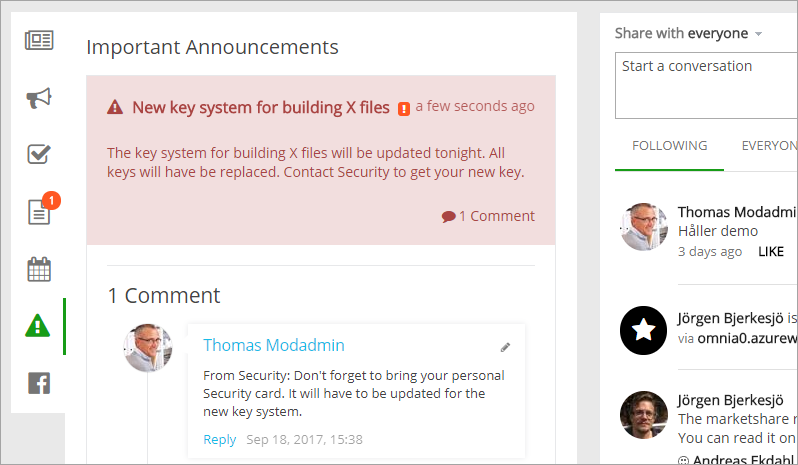 Important Announcements
New key system for building X files a few seconds ago
The key system for building X files will be updated tonight. All
keys will have be replaced. Contact Security to get your new key.
1 Comment
1
1 Comment
Thomas Modadmin
From Security: Don't forget to bring your personal
Security card. It will have to be updated for the
new key system.
Reply Sep 18, 2017, 15:38
Share with everyone
Start a conversation
FOLLOWING EVERYON
Thomas Modadmi
Håller demo
3 days ago LIKE
Jörgen Bjerkesjö is
via omnia0.azurew
Jörgen Bjerkesjö
The marketshare r
You can read it on
Andreas Ekdahl